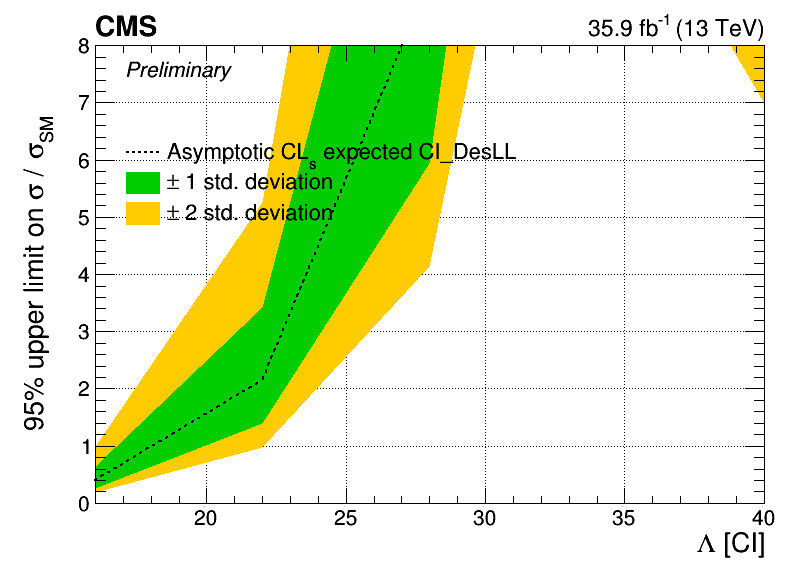 CMS
35.9 fb-1 (13 TeV)
Preliminary
Asymptotic CLs expected CI_DesLL
± 1 std. deviation
± 2 std. deviation
95% upper limit on σ / σSM
8
7
6
5
4
3
2
1
0
20
25
30
35
40
Λ [CI]